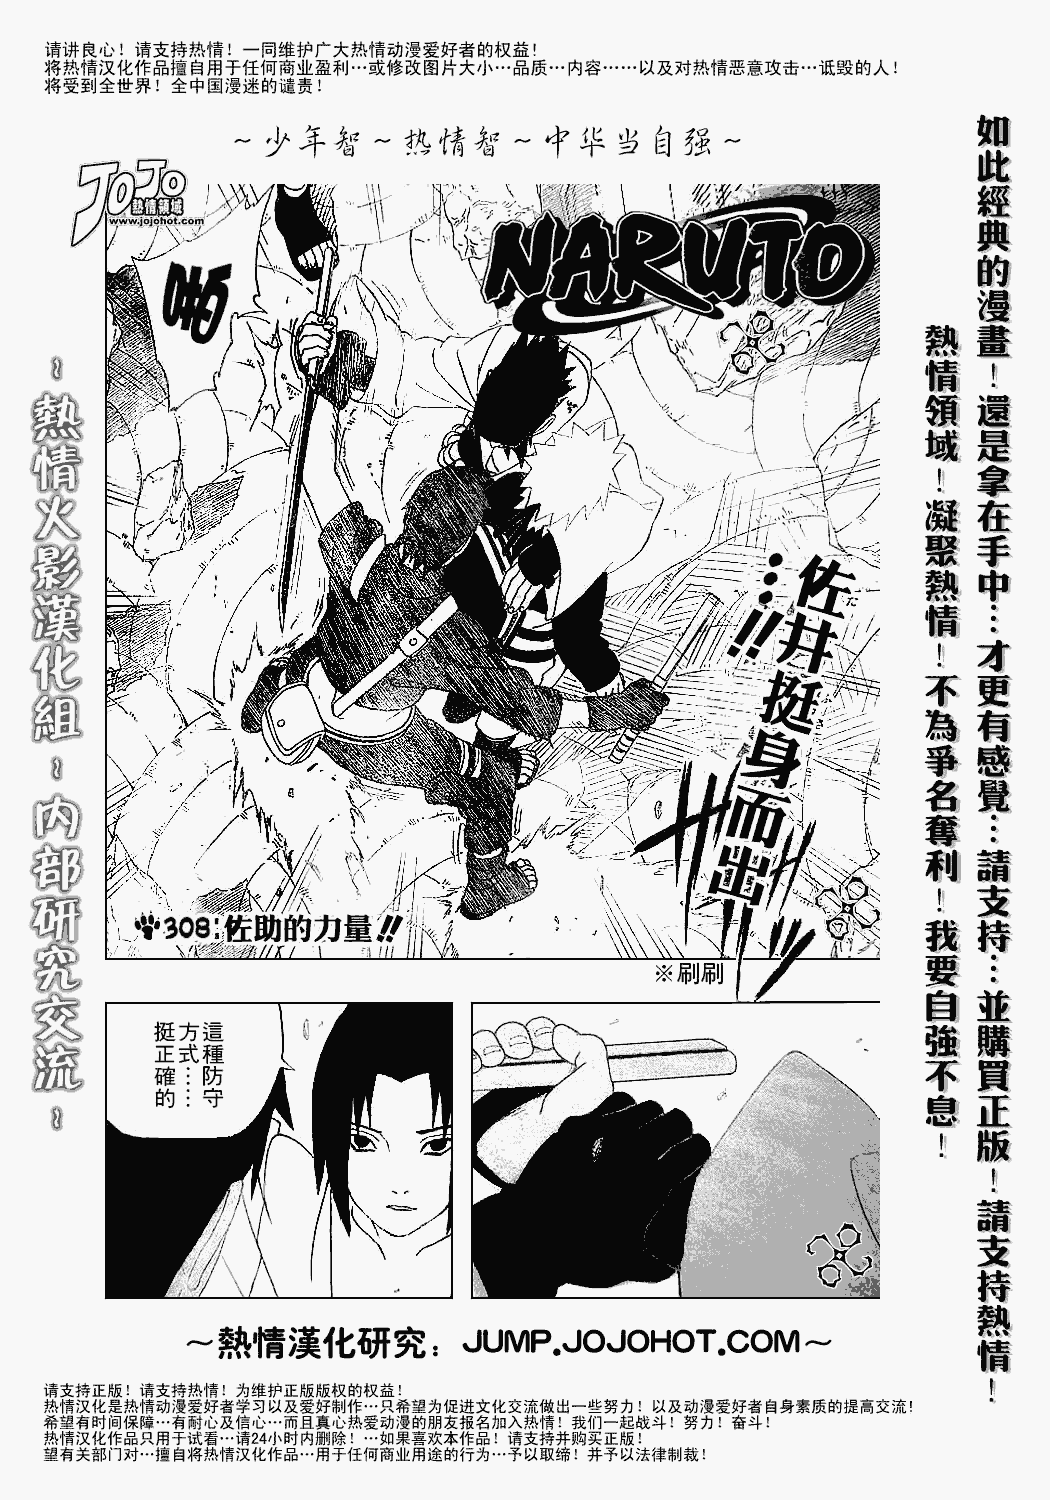 请讲良心！请支持热情！一同维护广大热情动漫爱好者的权益！
将热情汉化作品擅自用于任何商业盈利…或修改图片大小…品质…内容……以及对热情恶意攻击…诋毁的人！
将受到全世界！全中国漫迷的谴责！
～少年智～热情智～中华当自强～
JOJO
熱情領域
www.jojohot.com
NARUTO
如此經典的漫畫！還是拿在手中…才更有感覺…請支持…並購買正版！請支持熱情！
熱情領域！凝聚熱情！不為爭名奪利！我要自強不息！
～熱情火影漢化組～内部研究交流～
佐井挺身而出
…!!
308:佐助的力量!!
※刷刷
這種防守
方式……
挺正確的
～熱情漢化研究：JUMP.JOJOHOT.COM～
请支持正版！请支持热情！为维护正版版权的权益！
热情汉化是热情动漫爱好者学习以及爱好制作…只希望为促进文化交流做出一些努力！以及动漫爱好者自身素质的提高交流！
希望有时间保障…有耐心及信心…而且真心热爱动漫的朋友报名加入热情！我们一起战斗！努力！奋斗！
热情汉化作品只用于试看…请24小时内删除！…如果喜欢本作品！请支持并购买正版！
望有关部门对…擅自将热情汉化作品…用于任何商业用途的行为…予以取缔！并予以法律制裁！